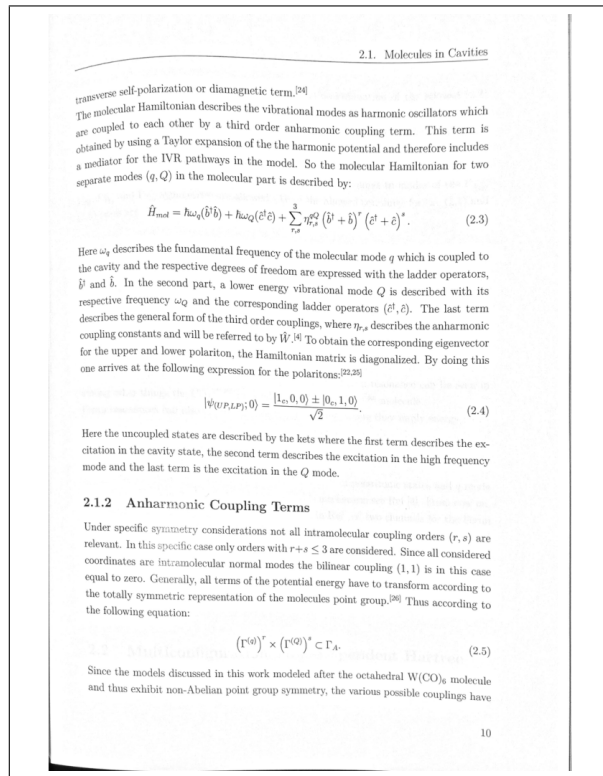 2.1. Molecules in Cavities
transverse self-polarization or diamagnetic term.[24]
The molecular Hamiltonian describes the vibrational modes as harmonic oscillators which
are coupled to each other by a third order anharmonic coupling term. This term is
obtained by using a Taylor expansion of the the harmonic potential and therefore includes
a mediator for the IVR pathways in the model. So the molecular Hamiltonian for two
separate modes (q, Q) in the molecular part is described by:
Ĥ_mol = ħω_q(b̂†b̂) + ħω_Q(ĉ†ĉ) + ∑_{r,s}^{3} η_{r,s}^{qQ} (b̂† + b̂)^r (ĉ† + ĉ)^s . (2.3)
Here ω_q describes the fundamental frequency of the molecular mode q which is coupled to
the cavity and the respective degrees of freedom are expressed with the ladder operators,
b̂† and b̂. In the second part, a lower energy vibrational mode Q is described with its
respective frequency ω_Q and the corresponding ladder operators (ĉ†, ĉ). The last term
describes the general form of the third order couplings, where η_{r,s} describes the anharmonic
coupling constants and will be referred to by Ŵ.[4] To obtain the corresponding eigenvector
for the upper and lower polariton, the Hamiltonian matrix is diagonalized. By doing this
one arrives at the following expression for the polaritons:[22,25]
|ψ_(UP,LP); 0⟩ = (|1_c, 0, 0⟩ ± |0_c, 1, 0⟩) / √2. (2.4)
Here the uncoupled states are described by the kets where the first term describes the ex-
citation in the cavity state, the second term describes the excitation in the high frequency
mode and the last term is the excitation in the Q mode.
2.1.2 Anharmonic Coupling Terms
Under specific symmetry considerations not all intramolecular coupling orders (r, s) are
relevant. In this specific case only orders with r+s ≤ 3 are considered. Since all considered
coordinates are intramolecular normal modes the bilinear coupling (1, 1) is in this case
equal to zero. Generally, all terms of the potential energy have to transform according to
the totally symmetric representation of the molecules point group.[26] Thus according to
the following equation:
(Γ^(q))^r × (Γ^(Q))^s ⊂ Γ_A. (2.5)
Since the models discussed in this work modeled after the octahedral W(CO)₆ molecule
and thus exhibit non-Abelian point group symmetry, the various possible couplings have
10